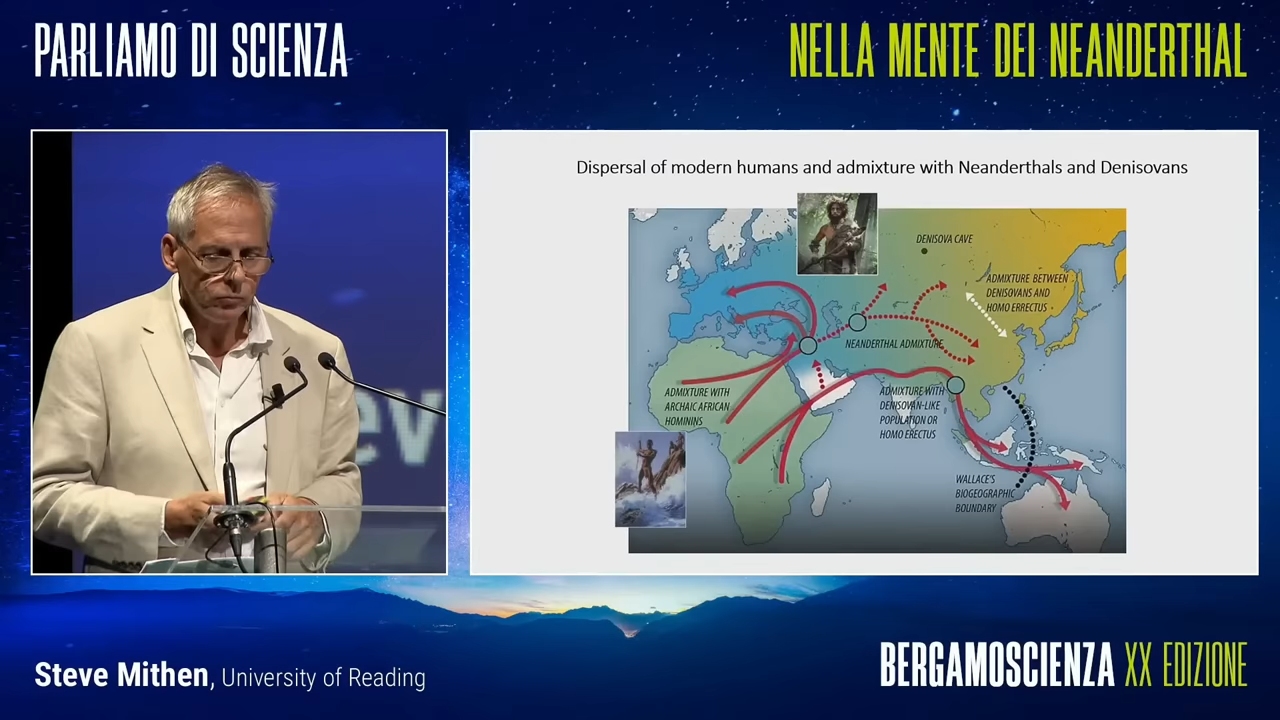 PARLIAMO DI SCIENZA
NELLA MENTE DEI NEANDERTHAL
Dispersal of modern humans and admixture with Neanderthals and Denisovans
DENISOVA CAVE
ADMIXTURE BETWEEN
DENISOVANS AND
HOMO ERRECTUS
NEANDERTHAL ADMIXTURE
ADMIXTURE WITH
ARCHAIC AFRICAN
HOMININS
ADMIXTURE WITH
DENISOVAN-LIKE
POPULATION OR
HOMO ERECTUS
WALLACE'S
BIOGEOGRAPHIC
BOUNDARY
ev
Steve Mithen, University of Reading
BERGAMOSCIENZA XX EDIZIONE